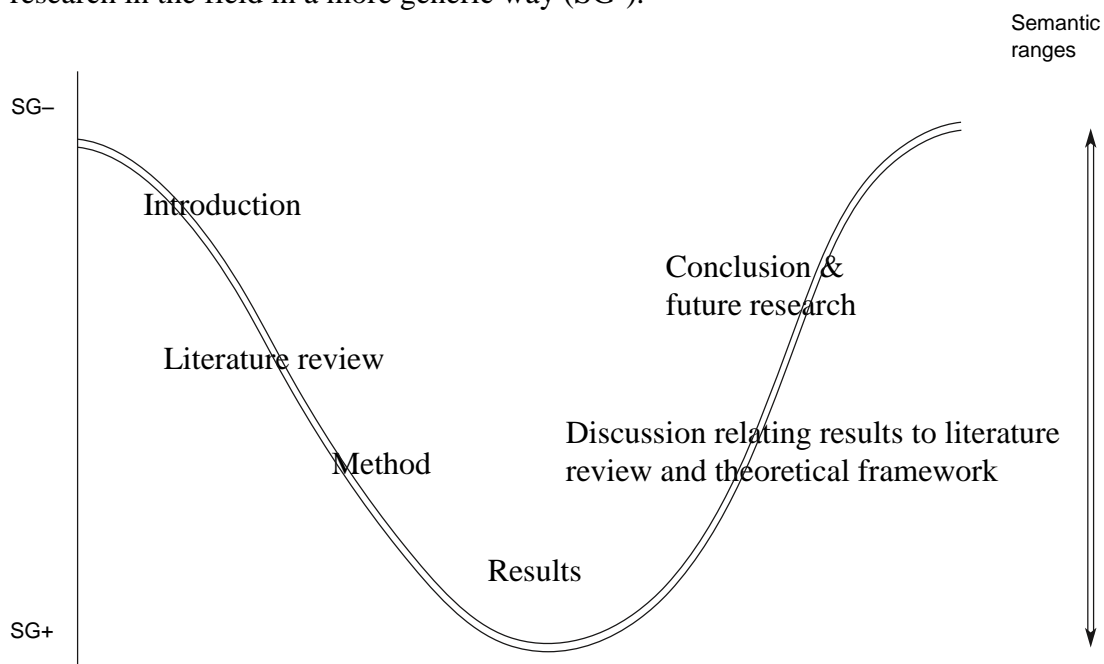 research in the field in a more generic way (SG-).
Semantic
ranges
SG–
Introduction
Conclusion &
future research
Literature review
Discussion relating results to literature
review and theoretical framework
Method
Results
SG+